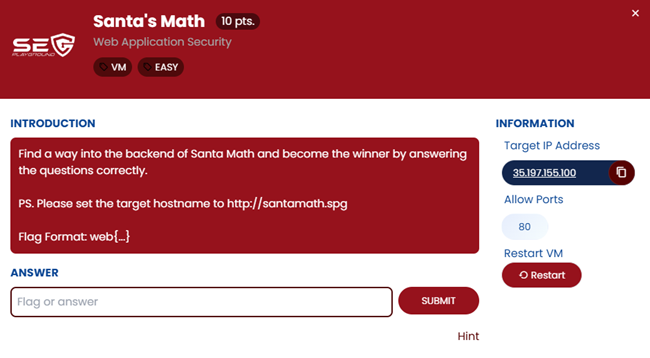 Santa's Math 10 pts.
Web Application Security
SEC
PLAYGROUND
VM EASY
INTRODUCTION
Find a way into the backend of Santa Math and become the winner by answering
the questions correctly.
PS. Please set the target hostname to http://santamath.spg
Flag Format: web{...}
ANSWER
Flag or answer
SUBMIT
Hint
INFORMATION
Target IP Address
35.197.155.100
Allow Ports
80
Restart VM
Restart